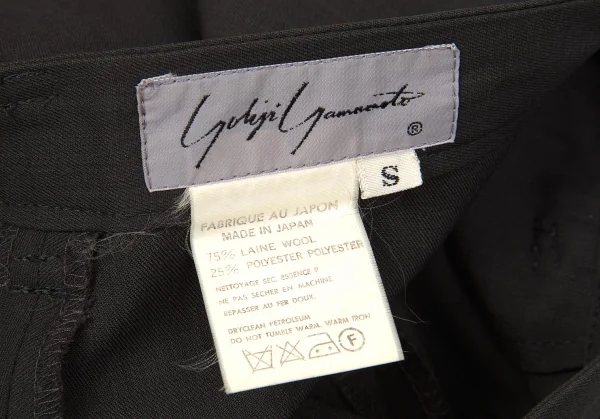 Yohji Yamamoto ®
S
FABRIQUE AU JAPON
MADE IN JAPAN
75% LAINE WOOL
25% POLYESTER POLYESTER
NETTOYAGE SEC. ESSENCE P
NE PAS SECHER EN MACHINE
REPASSER AU FER DOUX.
DRYCLEAN PETROLEUM
DO NOT TUMBLE WARM. WARM IRON
F